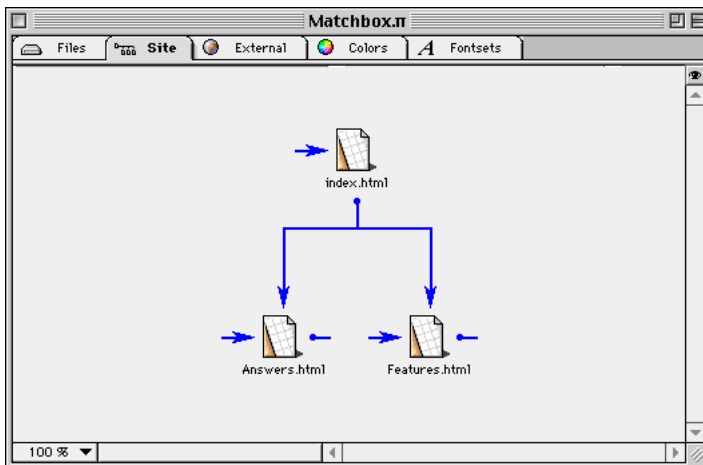 Matchbox.π
Files Site External Colors A Fontsets
index.html
Answers.html Features.html
100 %